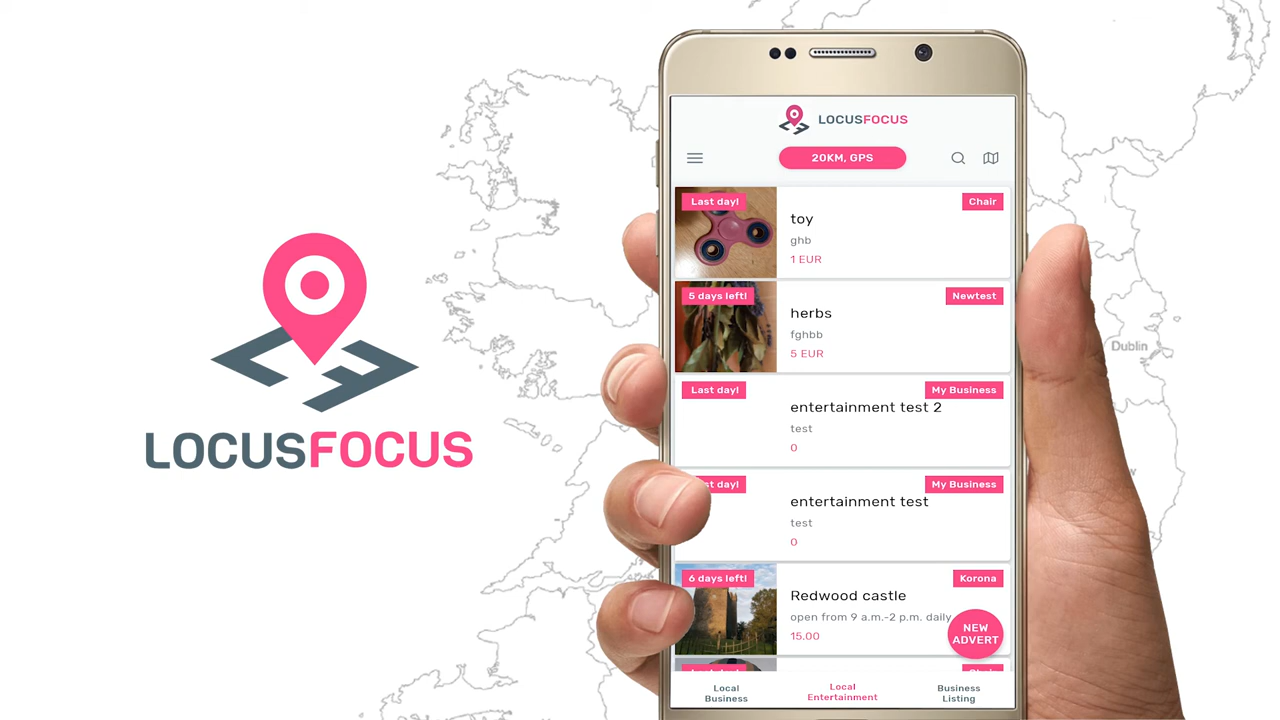 LOCUSFOCUS
Dublin
LOCUSFOCUS
20KM, GPS
Last day!
Chair
toy
ghb
1 EUR
5 days left!
Newtest
herbs
fghbb
5 EUR
Last day!
My Business
entertainment test 2
test
0
st day!
My Business
entertainment test
test
0
6 days left!
Korona
Redwood castle
open from 9 a.m.-2 p.m. daily
15.00
NEW
ADVERT
Local
Business
Local
Entertainment
Business
Listing